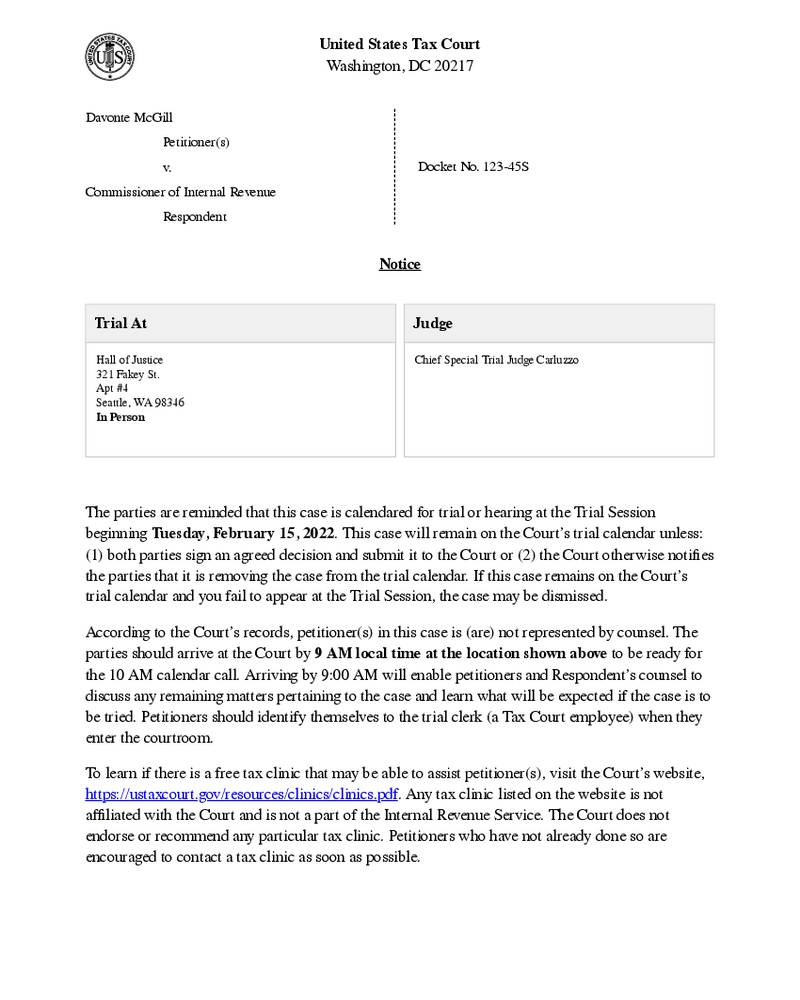 United States Tax Court
Washington, DC 20217
Davonte McGill
Petitioner(s)
v.
Commissioner of Internal Revenue
Respondent
Docket No. 123-45S
Notice
Trial At
Hall of Justice
321 Fakey St.
Apt #4
Seattle, WA 98346
In Person
Judge
Chief Special Trial Judge Carluzzo
The parties are reminded that this case is calendared for trial or hearing at the Trial Session
beginning Tuesday, February 15, 2022. This case will remain on the Court's trial calendar unless:
(1) both parties sign an agreed decision and submit it to the Court or (2) the Court otherwise notifies
the parties that it is removing the case from the trial calendar. If this case remains on the Court's
trial calendar and you fail to appear at the Trial Session, the case may be dismissed.
According to the Court's records, petitioner(s) in this case is (are) not represented by counsel. The
parties should arrive at the Court by 9 AM local time at the location shown above to be ready for
the 10 AM calendar call. Arriving by 9:00 AM will enable petitioners and Respondent's counsel to
discuss any remaining matters pertaining to the case and learn what will be expected if the case is to
be tried. Petitioners should identify themselves to the trial clerk (a Tax Court employee) when they
enter the courtroom.
To learn if there is a free tax clinic that may be able to assist petitioner(s), visit the Court's website,
https://ustaxcourt.gov/resources/clinics/clinics.pdf. Any tax clinic listed on the website is not
affiliated with the Court and is not a part of the Internal Revenue Service. The Court does not
endorse or recommend any particular tax clinic. Petitioners who have not already done so are
encouraged to contact a tax clinic as soon as possible.